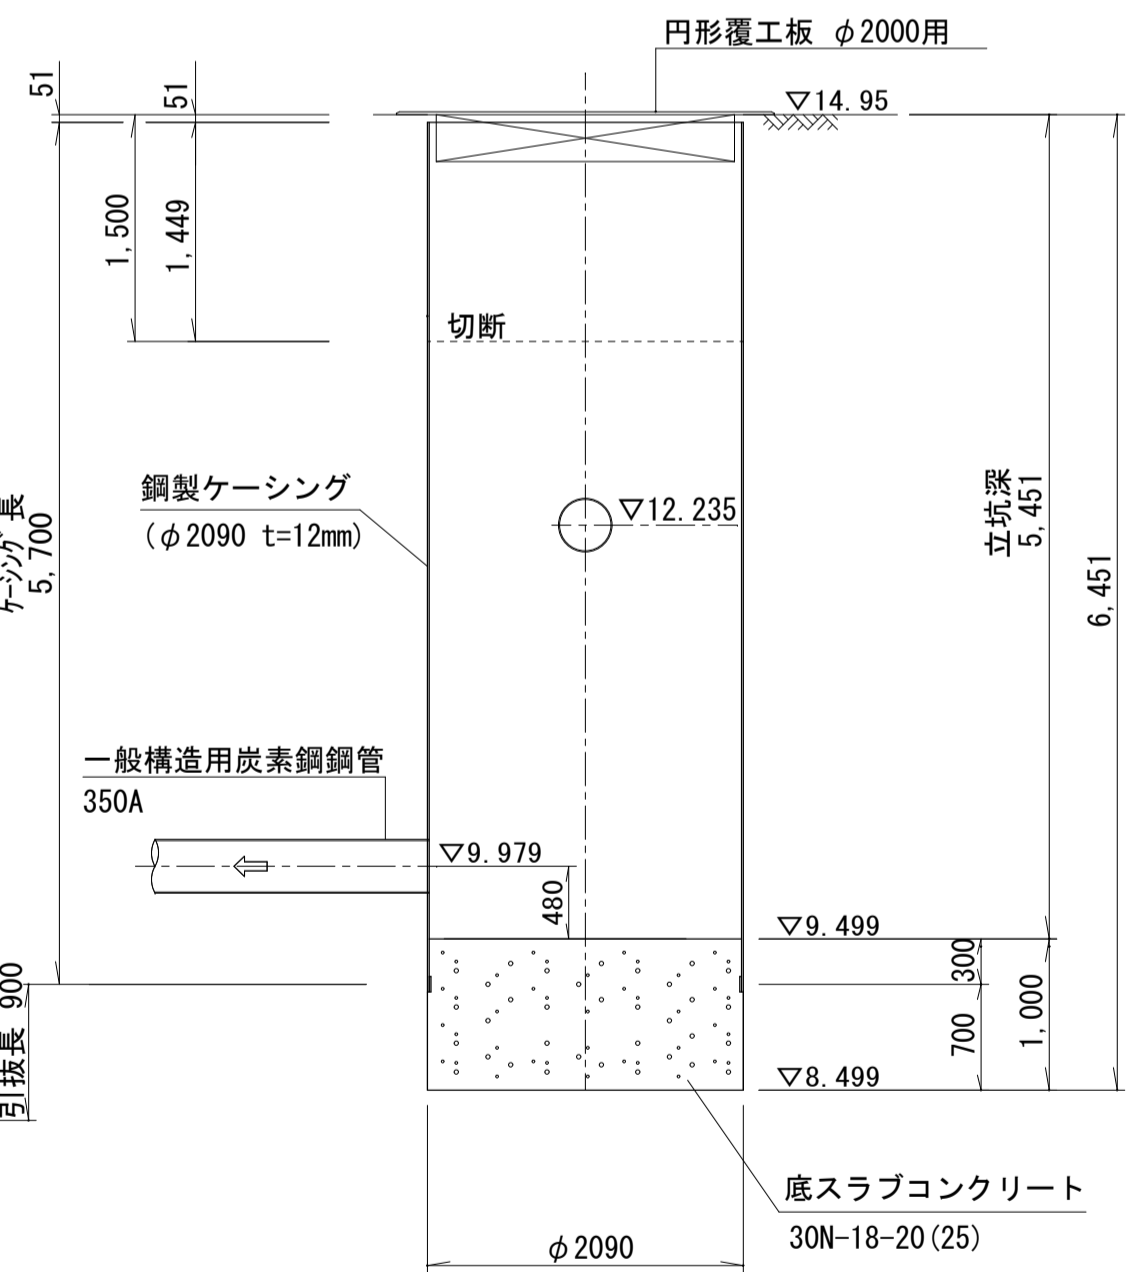 円形覆工板 φ2000用
51
51
▽14.95
1,500
1,449
切断
鋼製ケーシング
(φ2090 t=12mm)
▽12.235
ケーシング長
5,700
立坑深
5,451
6,451
一般構造用炭素鋼鋼管
350A
▽9.979
480
▽9.499
300
引抜長 900
700
1,000
▽8.499
底スラブコンクリート
30N-18-20(25)
φ2090